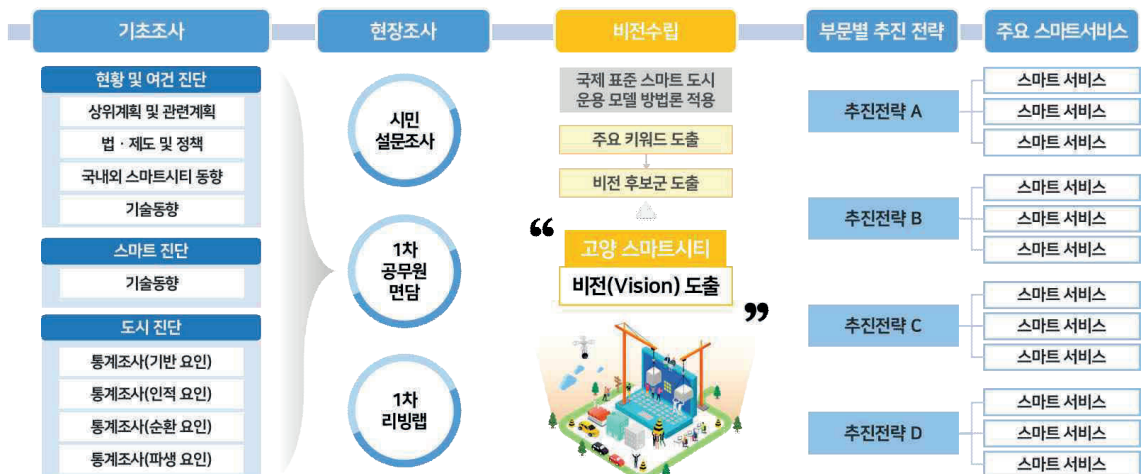 기초조사
현황 및 여건 진단
상위계획 및 관련계획
법 · 제도 및 정책
국내외 스마트시티 동향
기술동향
스마트 진단
기술동향
도시 진단
통계조사(기반 요인)
통계조사(인적 요인)
통계조사(순환 요인)
통계조사(파생 요인)
현장조사
시민
설문조사
1차
공무원
면담
1차
리빙랩
비전수립
국제 표준 스마트 도시
운용 모델 방법론 적용
주요 키워드 도출
비전 후보군 도출
“
고양 스마트시티
비전(Vision) 도출
”
부문별 추진 전략
주요 스마트서비스
추진전략 A
스마트 서비스
스마트 서비스
스마트 서비스
추진전략 B
스마트 서비스
스마트 서비스
스마트 서비스
추진전략 C
스마트 서비스
스마트 서비스
스마트 서비스
추진전략 D
스마트 서비스
스마트 서비스
스마트 서비스